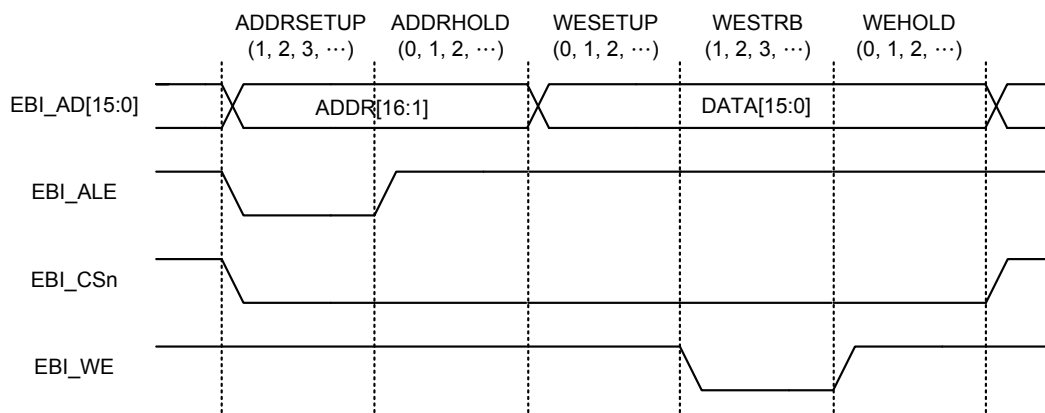 ADDRSETUP ADDRHOLD WESETUP WESTRB WEHOLD
(1, 2, 3, ⋯) (0, 1, 2, ⋯) (0, 1, 2, ⋯) (1, 2, 3, ⋯) (0, 1, 2, ⋯)
EBI_AD[15:0] ADDR[16:1] DATA[15:0]
EBI_ALE
EBI_CSn
EBI_WE